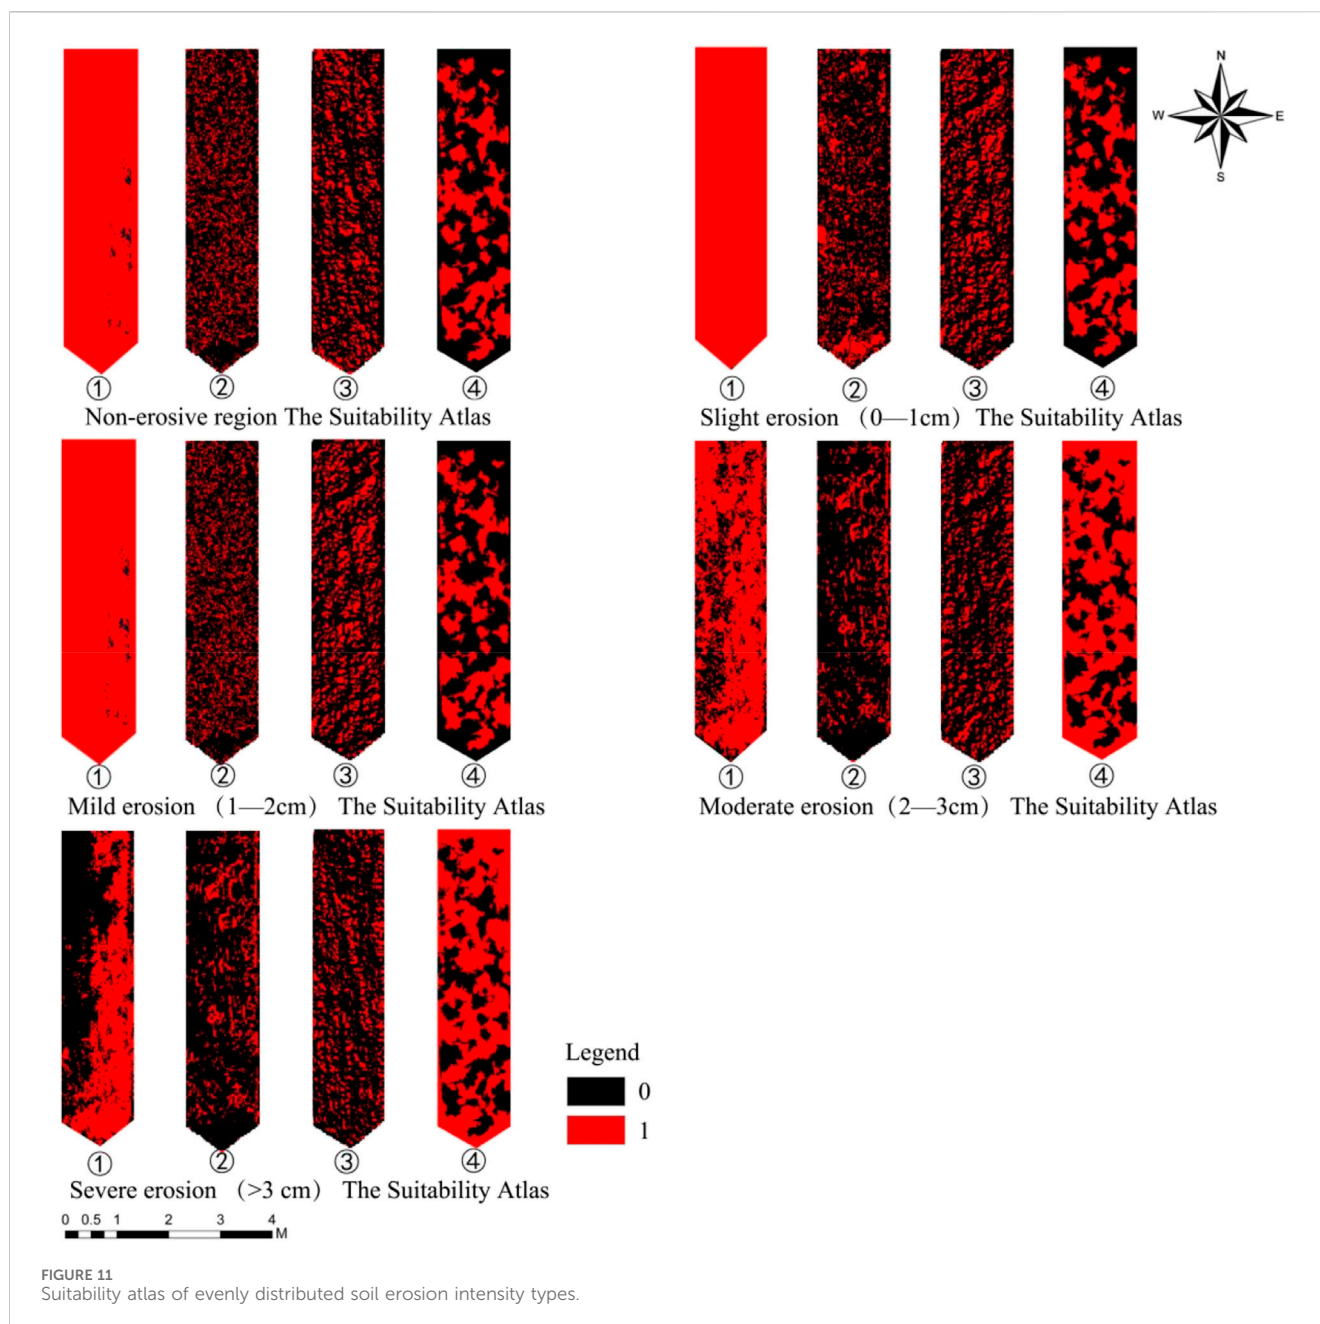 N
W E
S
① ② ③ ④
Non-erosive region The Suitability Atlas
① ② ③ ④
Slight erosion （0—1cm） The Suitability Atlas
① ② ③ ④
Mild erosion （1—2cm） The Suitability Atlas
① ② ③ ④
Moderate erosion（2—3cm） The Suitability Atlas
① ② ③ ④
Severe erosion （>3 cm） The Suitability Atlas
Legend
0
1
0 0.5 1 2 3 4
M
FIGURE 11
Suitability atlas of evenly distributed soil erosion intensity types.